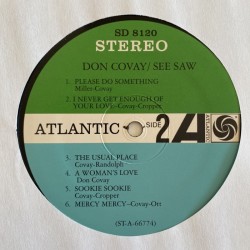 SD 8120
STEREO
DON COVAY/ SEE SAW
1. PLEASE DO SOMETHING
Miller-Covay
2. I NEVER GET ENOUGH OF
YOUR LOVE-Covay-Cropper
ATLANTIC SIDE 2 A ATLANTIC
3. THE USUAL PLACE
Covay-Randolph
4. A WOMAN'S LOVE
Don Covay
5. SOOKIE SOOKIE
Covay-Cropper
6. MERCY MERCY-Covay-Ott
(ST-A-66774)